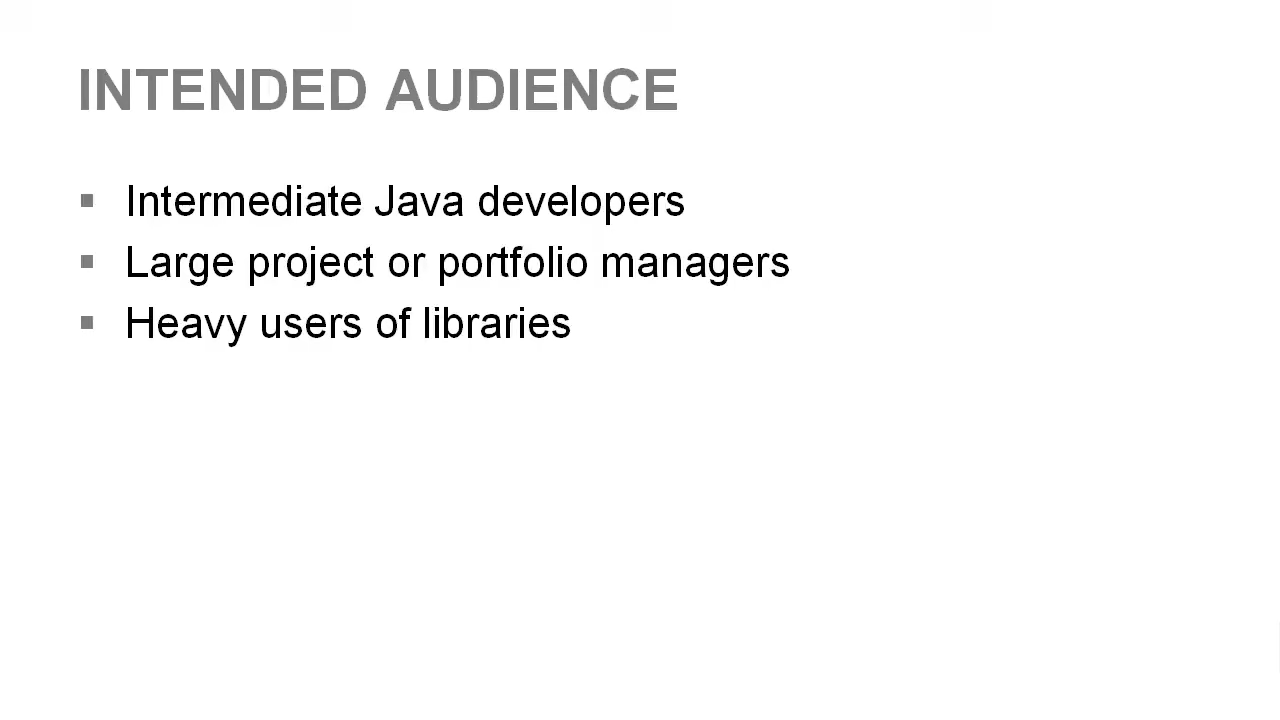 INTENDED AUDIENCE
▪ Intermediate Java developers
▪ Large project or portfolio managers
▪ Heavy users of libraries